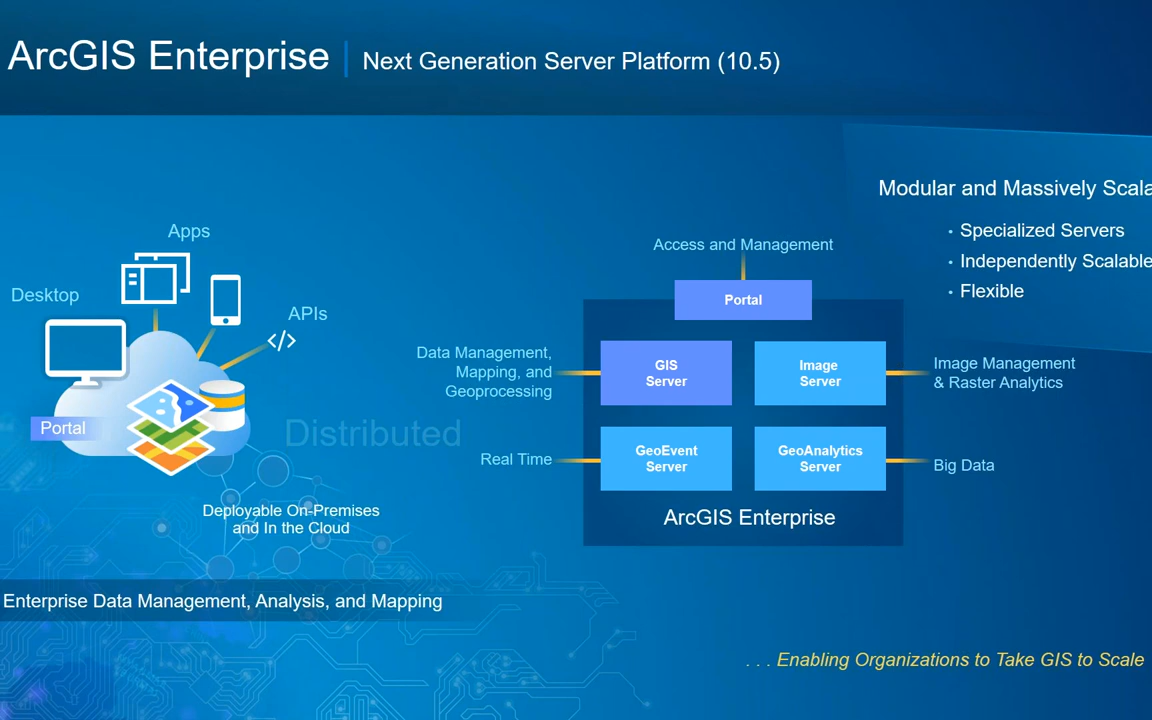 ArcGIS Enterprise | Next Generation Server Platform (10.5)
Modular and Massively Scala
• Specialized Servers
• Independently Scalable
• Flexible
Apps
Desktop
APIs
</>
Portal
Distributed
Deployable On-Premises
and In the Cloud
Enterprise Data Management, Analysis, and Mapping
Access and Management
Portal
Data Management,
Mapping, and
Geoprocessing
GIS
Server
Image
Server
Image Management
& Raster Analytics
Real Time
GeoEvent
Server
GeoAnalytics
Server
Big Data
ArcGIS Enterprise
. . . Enabling Organizations to Take GIS to Scale